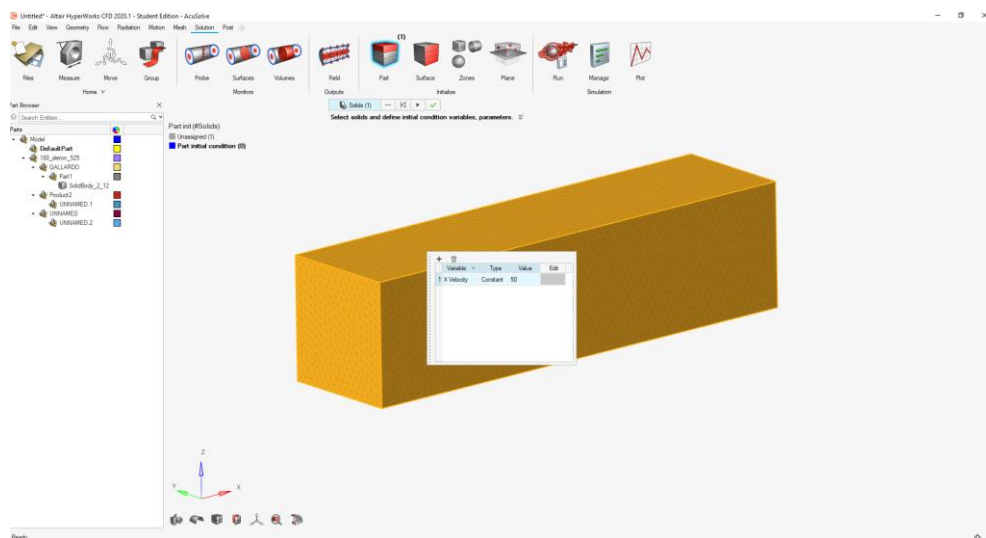 Untitled* - Altair HyperWorks CFD 2020.1 - Student Edition - AcuSolve
File Edit View Geometry Flow Radiation Motion Mesh Solution Post
(1)
Files Measure Move Group Probe Surfaces Volumes Field Part Surface Zones Plane Run Manage Plot
Home Monitors Outputs Initialize Simulation
Part Browser
Solids (1)
Search Entities...
Select solids and define initial condition variables, parameters.
Parts
Part init (#Solids)
Model
Unassigned (1)
Default Part
Part initial condition (0)
180_aleron_525
GALLARDO
Part1
SolidBody_2_12
Product2
UNNAMED.1
UNNAMED
UNNAMED.2
Variable Type Value Edit
1 X Velocity Constant 50
Z
Y
X
Ready